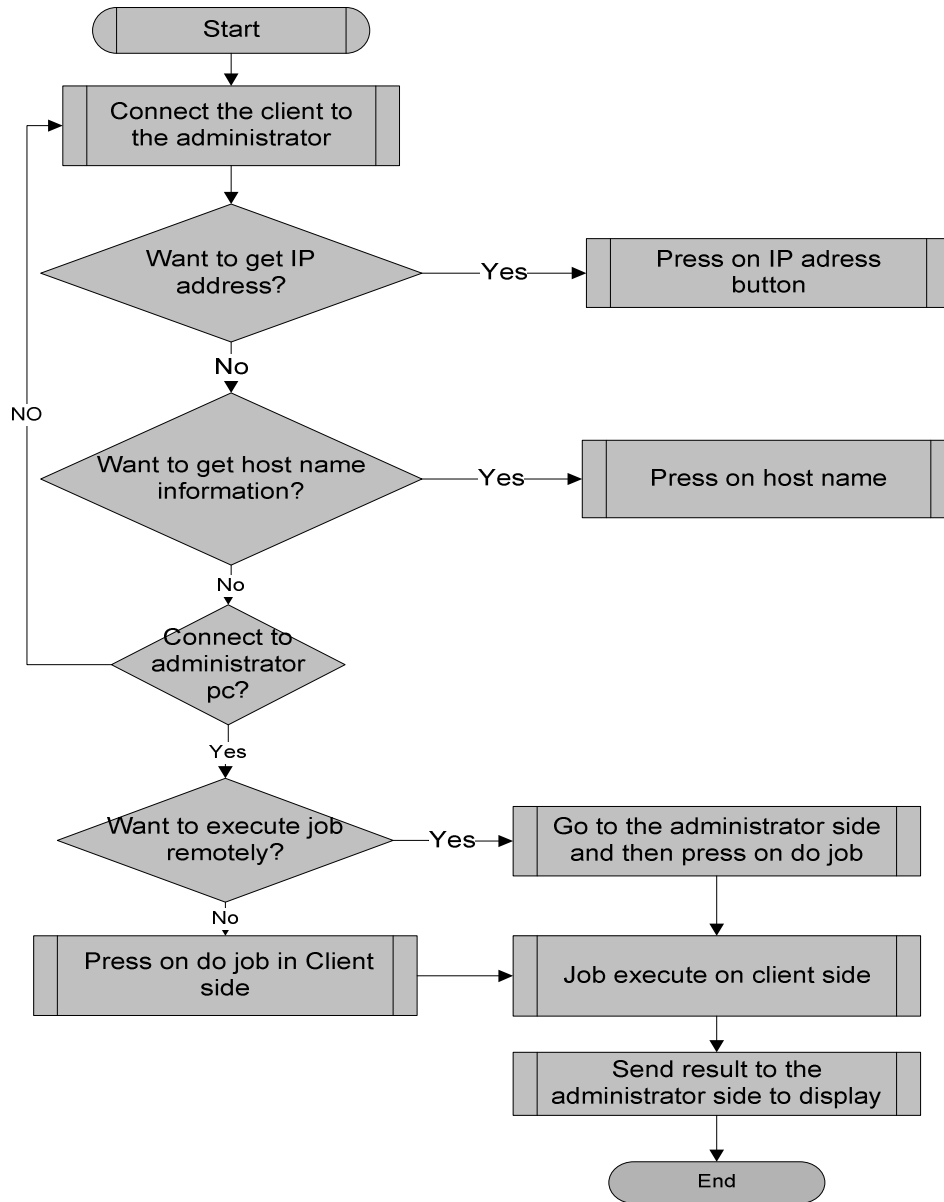 Start
Connect the client to
the administrator
Want to get IP
address?
Yes
Press on IP adress
button
No
NO
Want to get host name
information?
Yes
Press on host name
No
Connect to
administrator
pc?
Yes
Want to execute job
remotely?
Yes
Go to the administrator side
and then press on do job
No
Press on do job in Client
side
Job execute on client side
Send result to the
administrator side to display
End